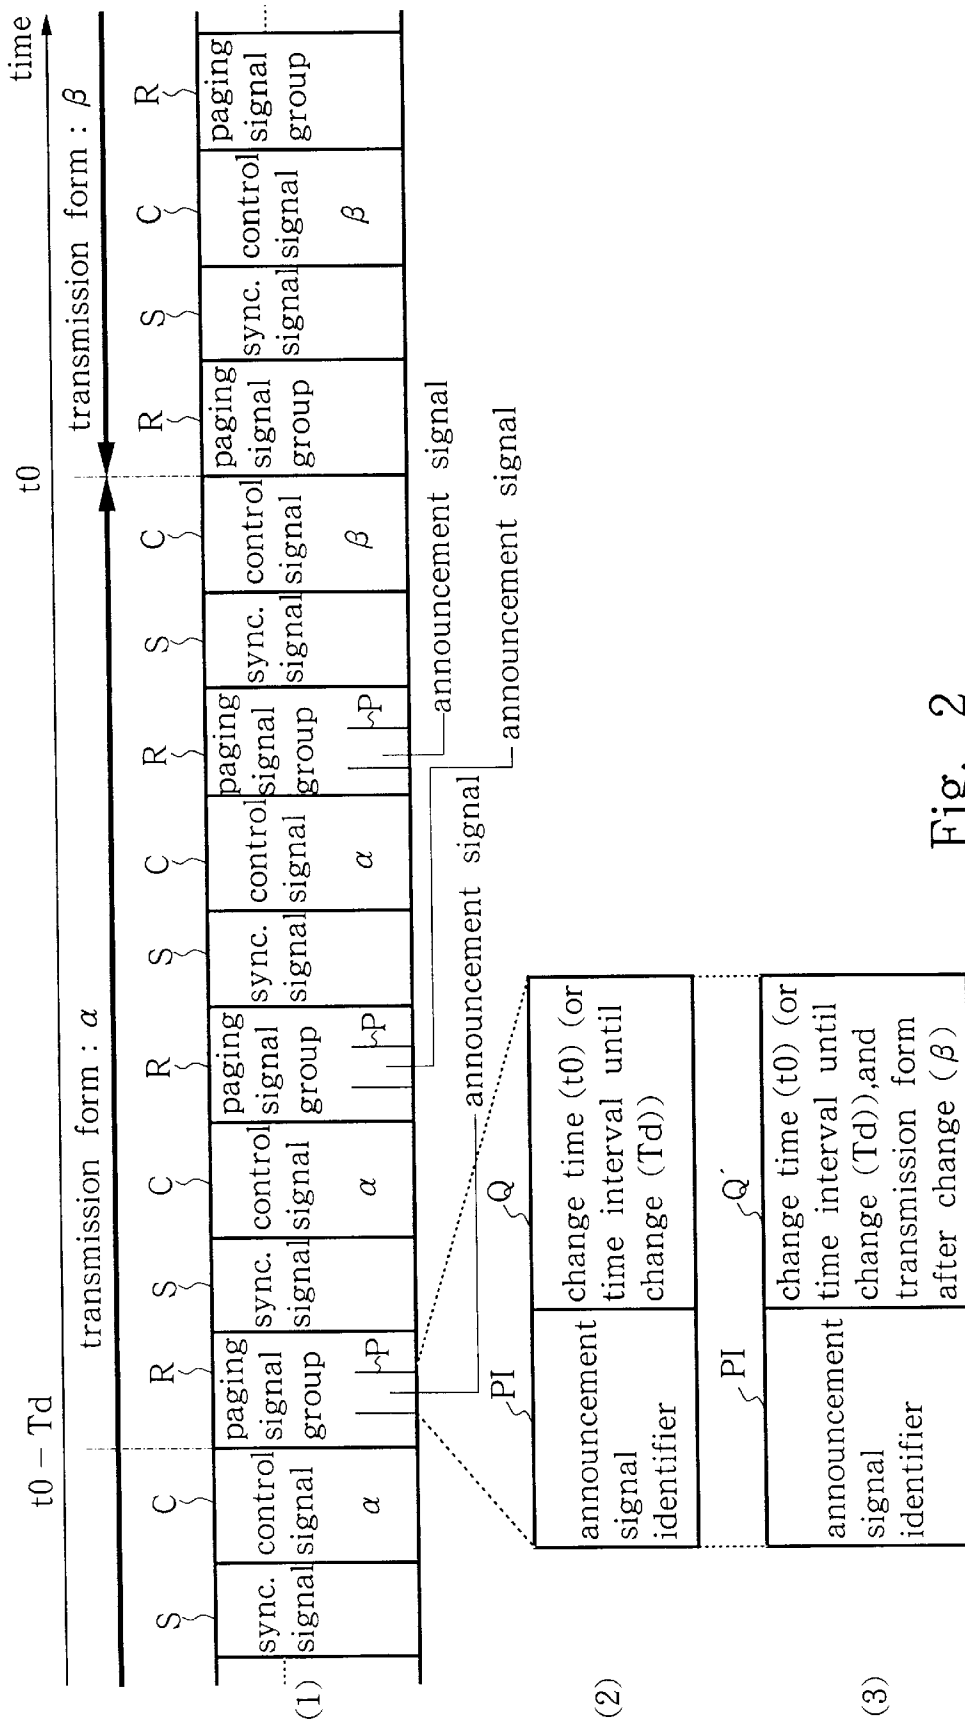 t0 − Td
t0
time
transmission form : α
transmission form : β
S
C
R
S
C
R
S
C
R
S
C
R
S
C
R
(1)
sync.
signal
control
signal
α
paging
signal
group
P
sync.
signal
control
signal
α
paging
signal
group
P
sync.
signal
control
signal
α
paging
signal
group
P
sync.
signal
control
signal
β
paging
signal
group
sync.
signal
control
signal
β
paging
signal
group
announcement signal
announcement signal
announcement signal
(2)
PI
Q
announcement
signal
identifier
change time (t0) (or
time interval until
change (Td))
(3)
PI
Q´
announcement
signal
identifier
change time (t0) (or
time interval until
change (Td)),and
transmission form
after change (β)
Fig. 2